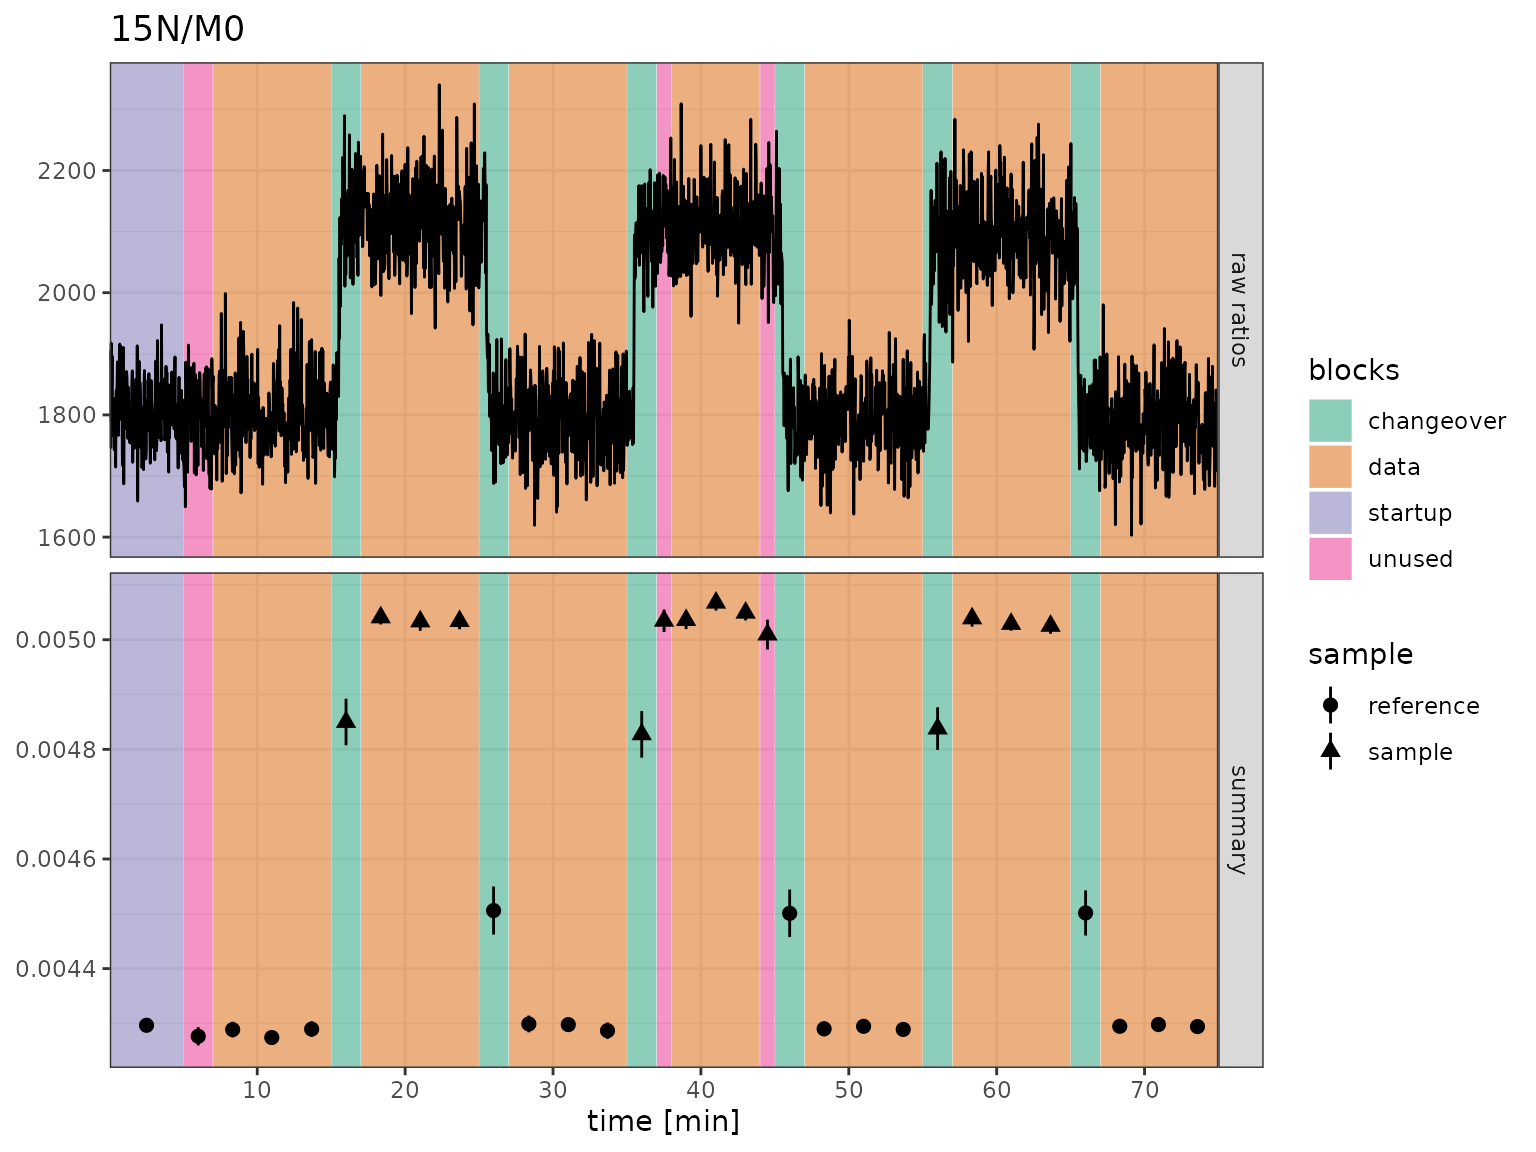 15N/M0
2200
2000
1800
1600
raw ratios
0.0050
0.0048
0.0046
0.0044
summary
10 20 30 40 50 60 70
time [min]
blocks
changeover
data
startup
unused
sample
reference
sample